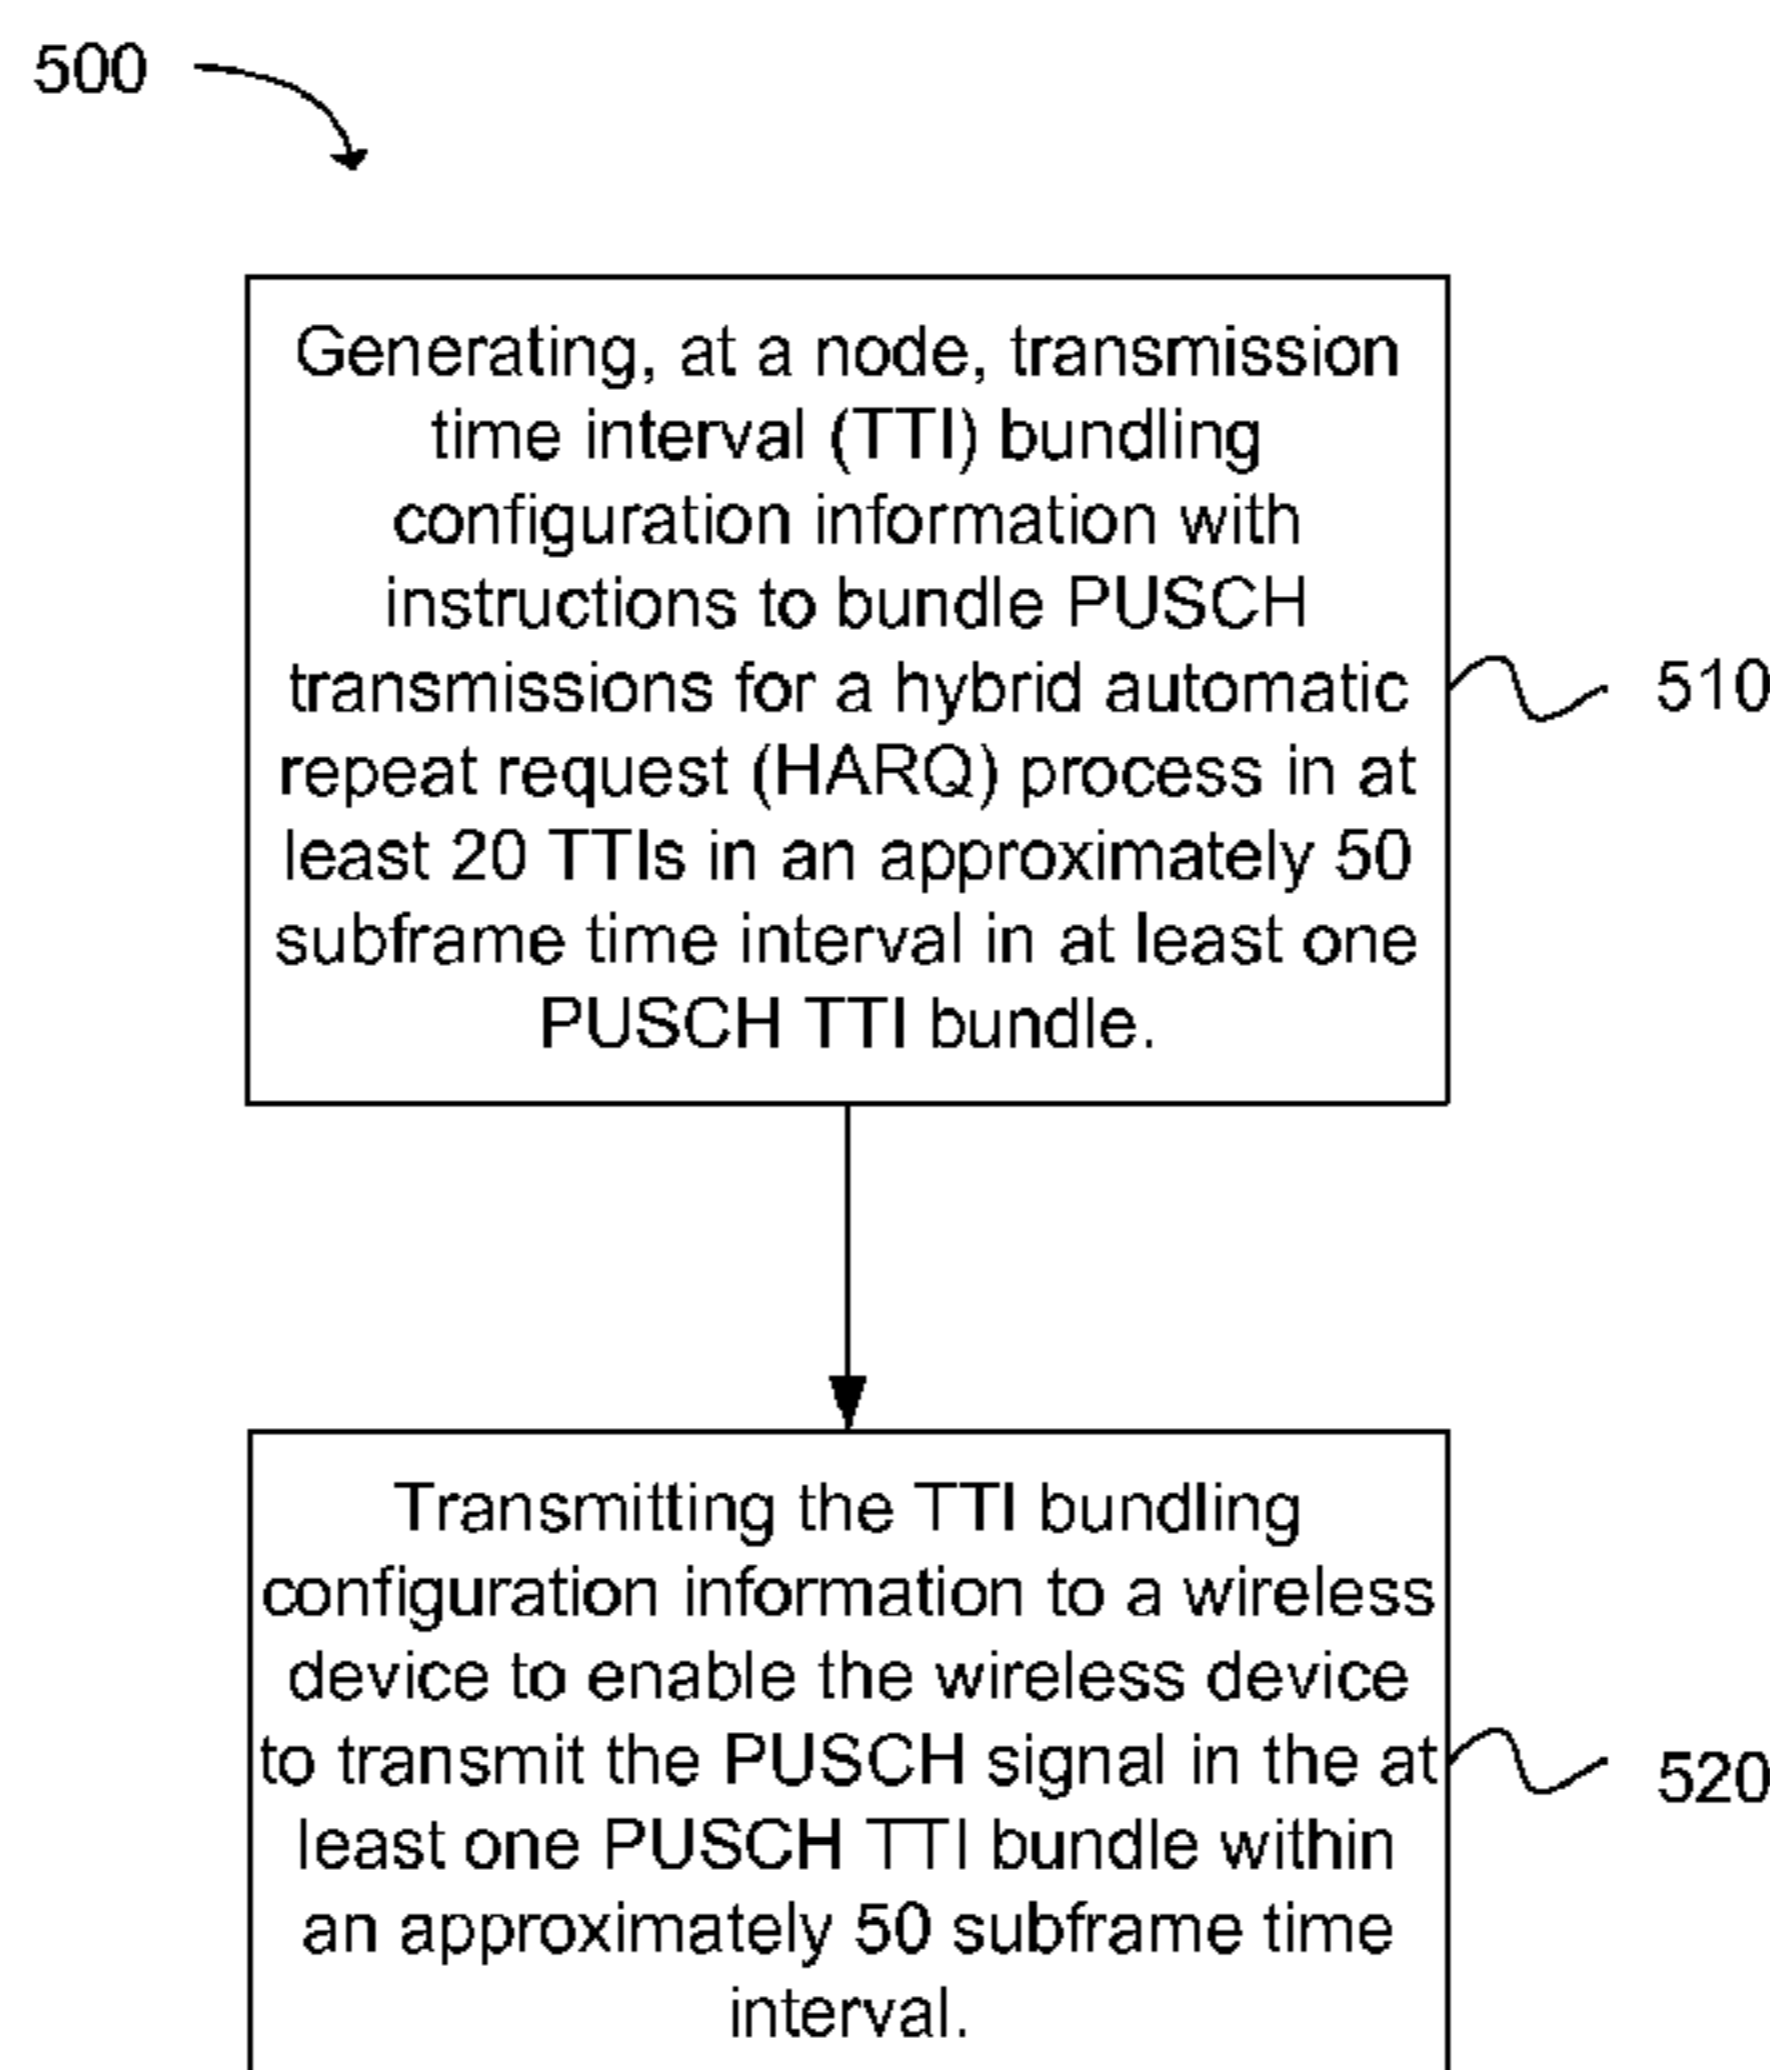 500
Generating, at a node, transmission
time interval (TTI) bundling
configuration information with
instructions to bundle PUSCH
transmissions for a hybrid automatic
repeat request (HARQ) process in at
least 20 TTIs in an approximately 50
subframe time interval in at least one
PUSCH TTI bundle.
510
Transmitting the TTI bundling
configuration information to a wireless
device to enable the wireless device
to transmit the PUSCH signal in the at
least one PUSCH TTI bundle within
an approximately 50 subframe time
interval.
520